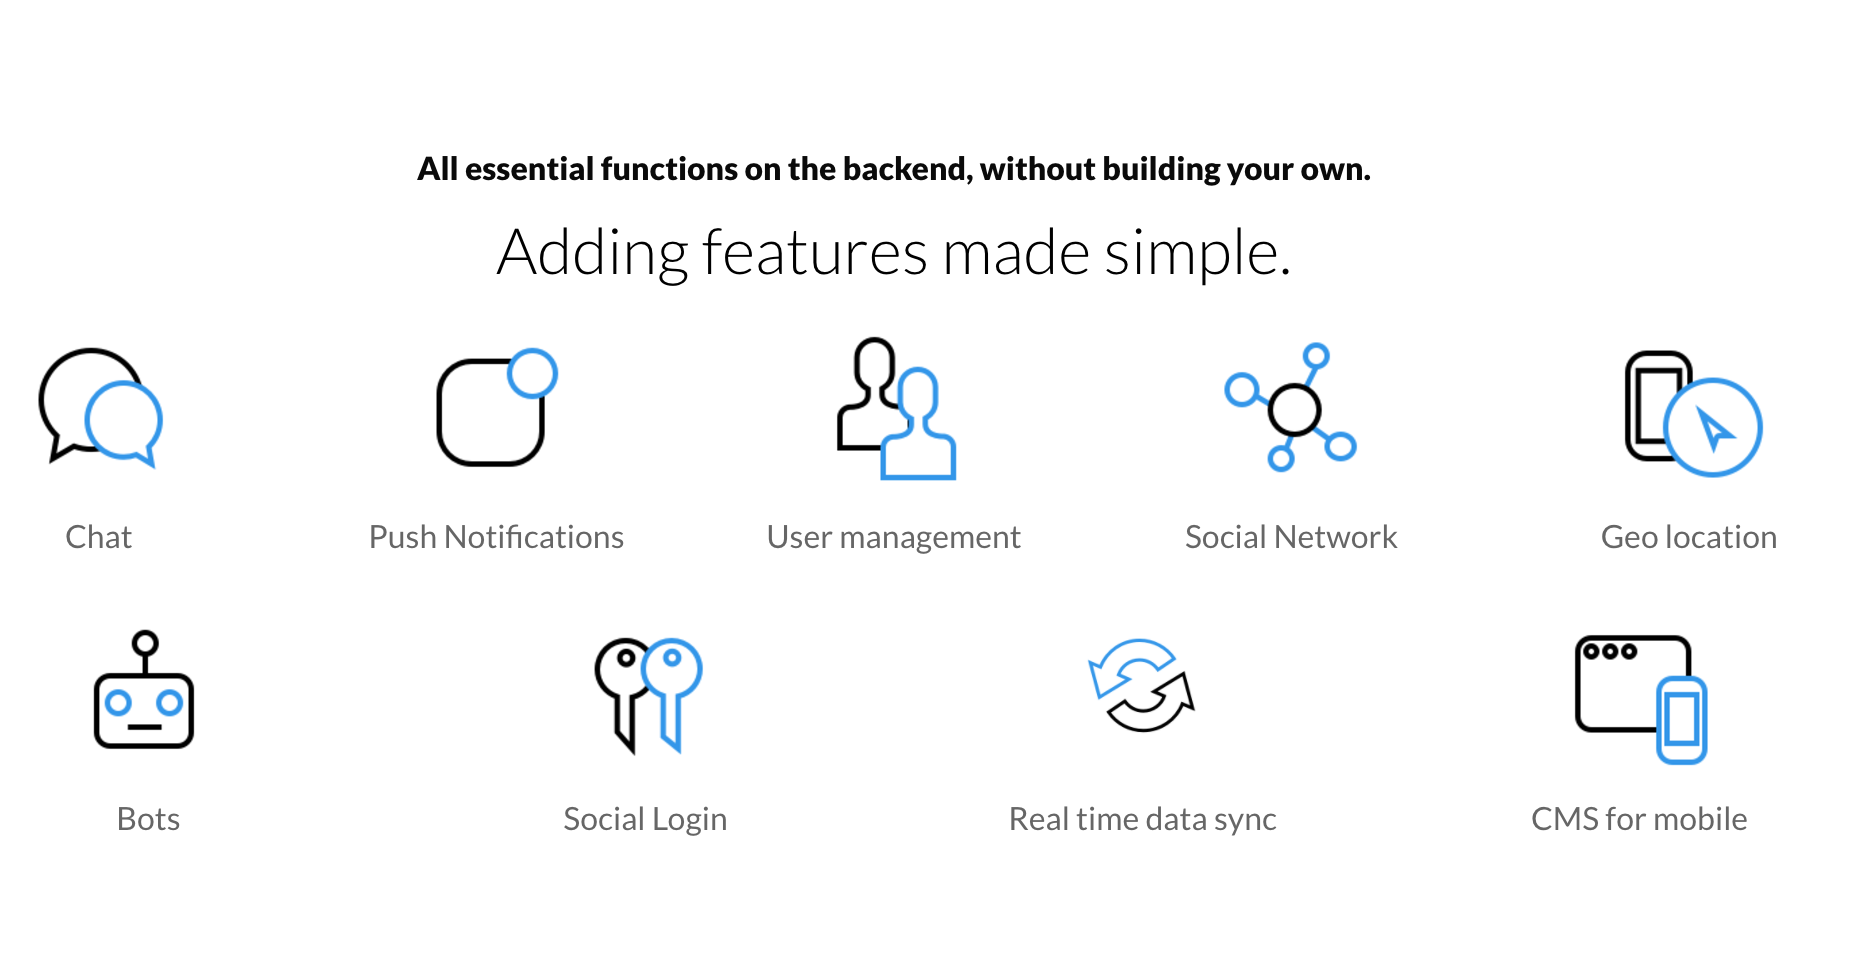 All essential functions on the backend, without building your own.
Adding features made simple.
Chat
Push Notifications
User management
Social Network
Geo location
Bots
Social Login
Real time data sync
CMS for mobile